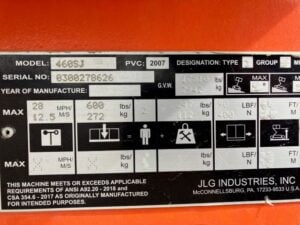 MODEL: 460SJ PVC: 2007 DESIGNATION: TYPE GROUP
SERIAL NO: 0300278626 G.V.W. MAX
YEAR OF MANUFACTURE:
MAX 28 MPH/ 600 lbs/ lbs/ LBF/ FT/
12.5 M/S 272 kg kg N M
MAX MPH/ lbs/ lbs/ LBF/ FT/
M/S kg kg N M
THIS MACHINE MEETS OR EXCEEDS APPLICABLE
REQUIREMENTS OF ANSI A92.20 - 2018 and
CSA 354.6 - 2017 AS ORIGINALLY MANUFACTURED
FOR INTENDED APPLICATIONS.
JLG INDUSTRIES, INC
McCONNELLSBURG, PA. 17233-9533 U